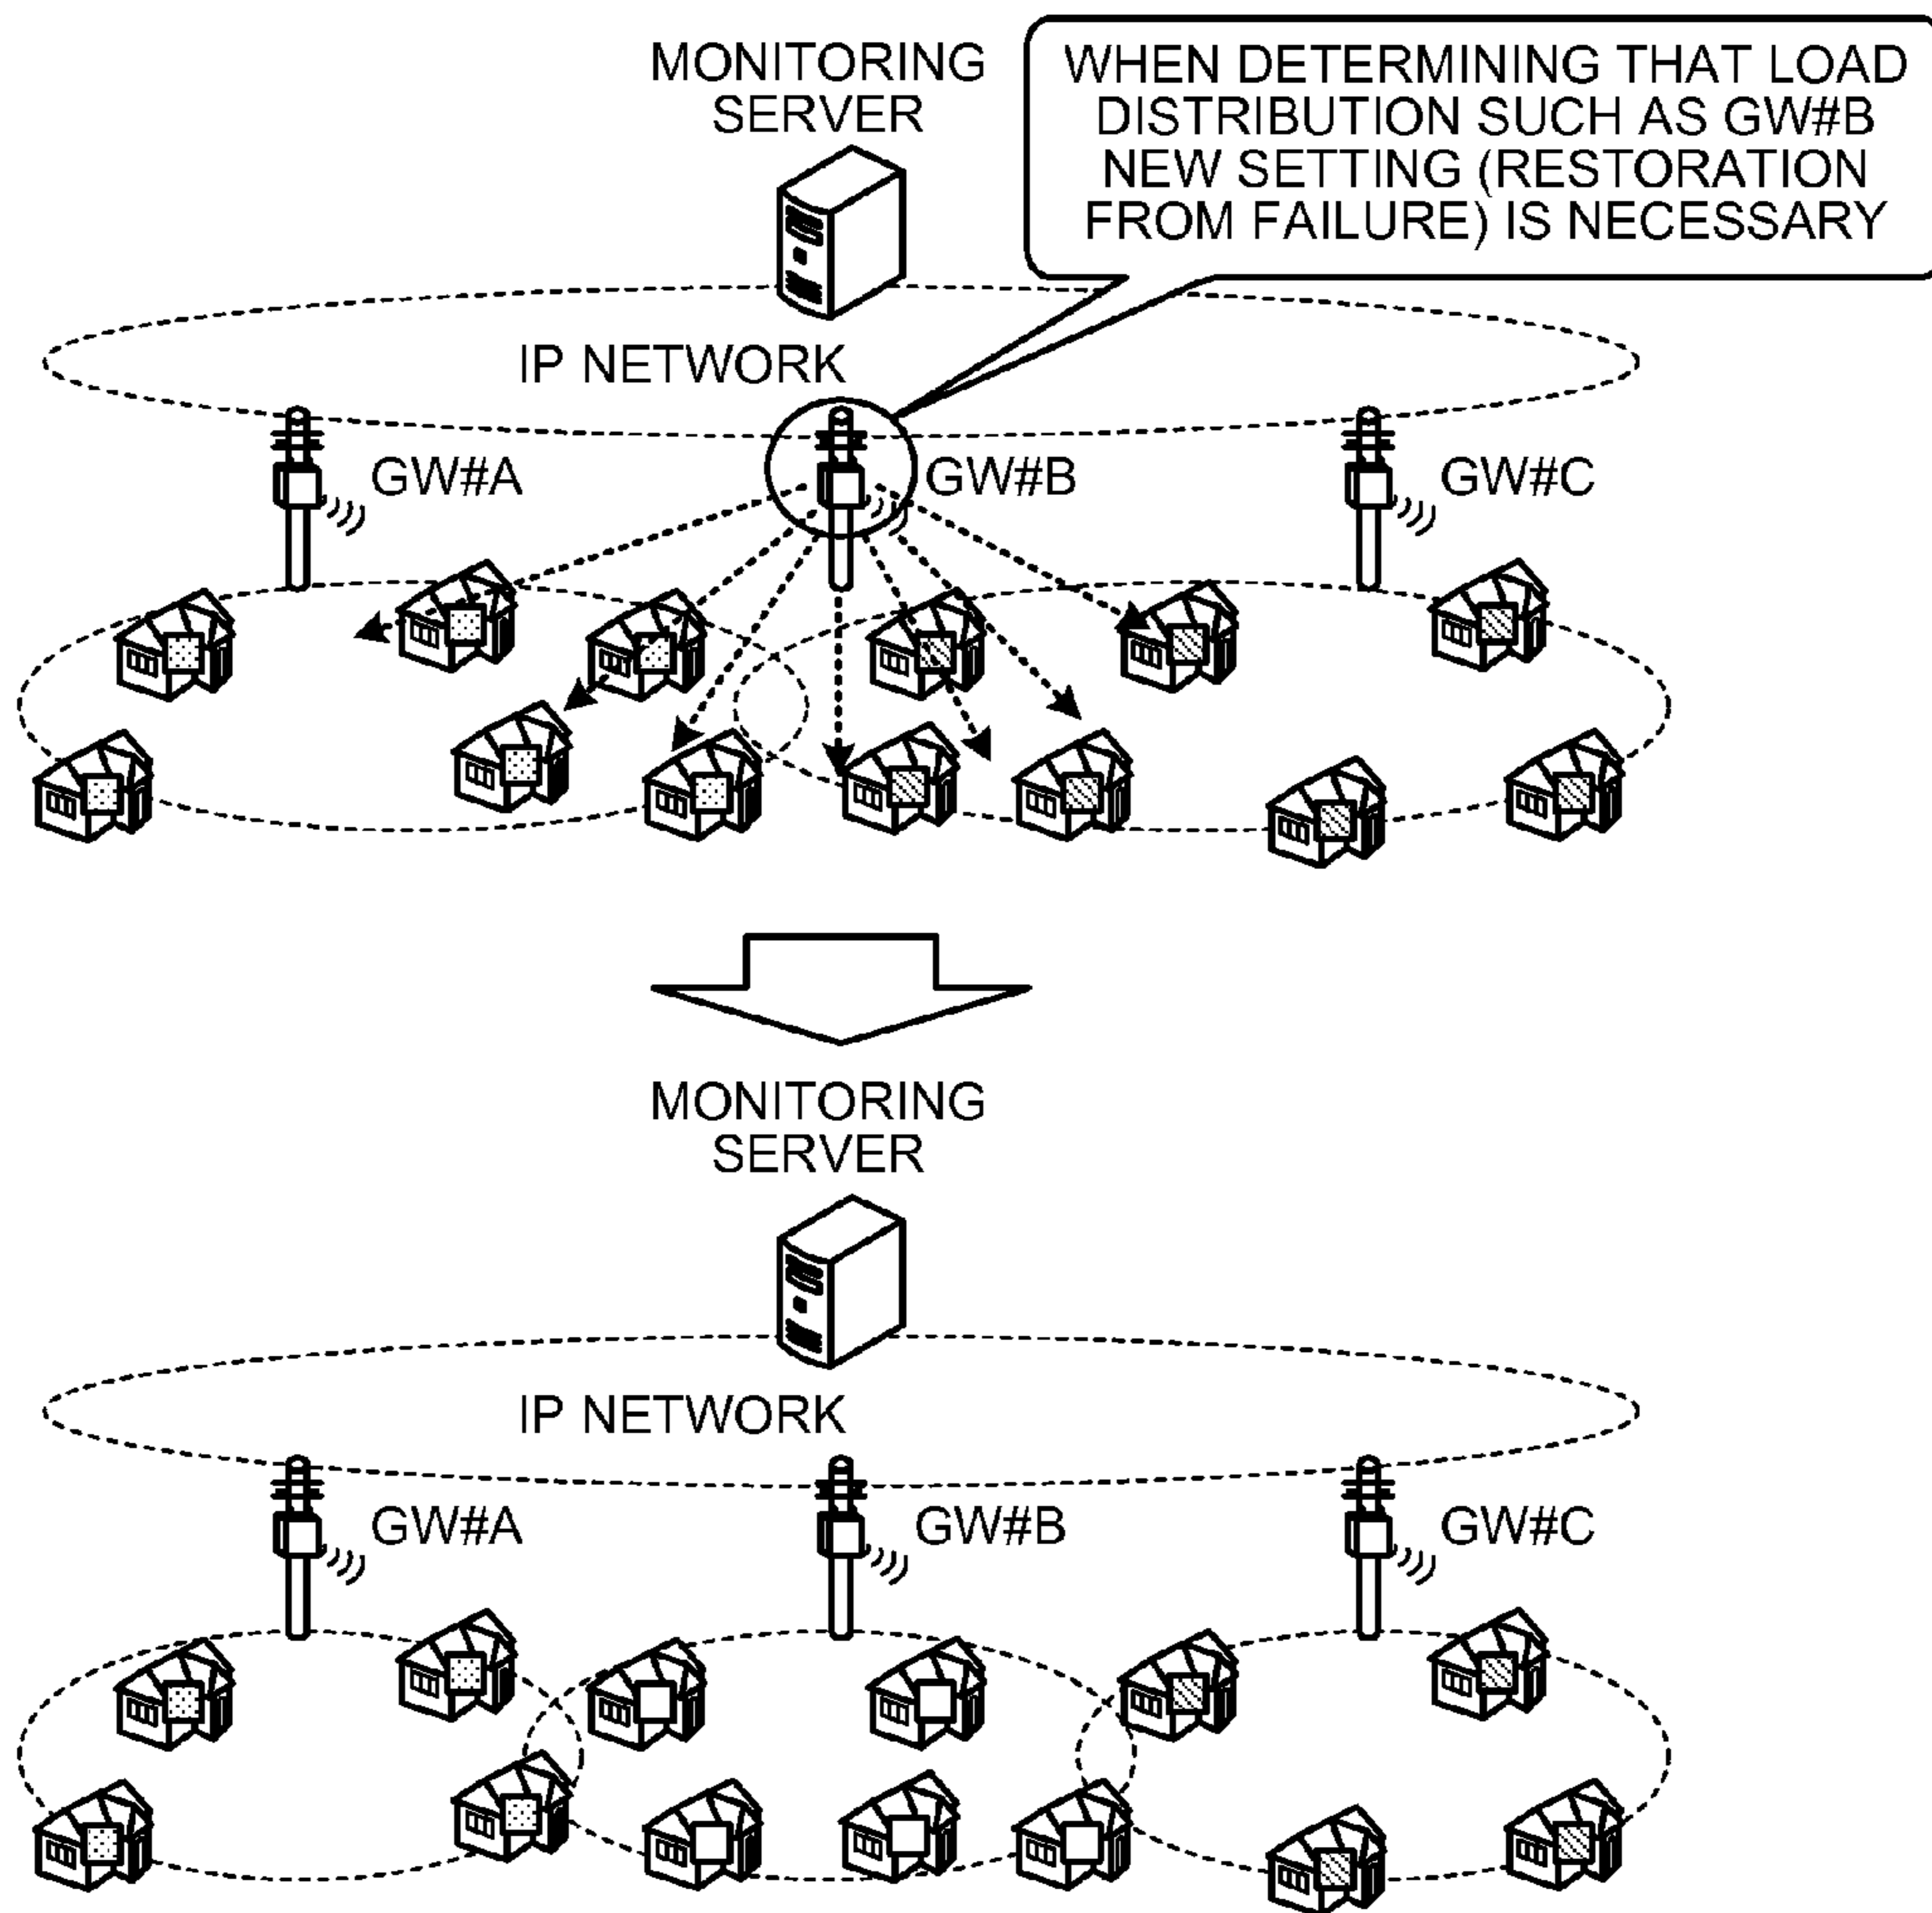 MONITORING
SERVER
WHEN DETERMINING THAT LOAD
DISTRIBUTION SUCH AS GW#B
NEW SETTING (RESTORATION
FROM FAILURE) IS NECESSARY
IP NETWORK
GW#A
GW#B
GW#C
MONITORING
SERVER
IP NETWORK
GW#A
GW#B
GW#C